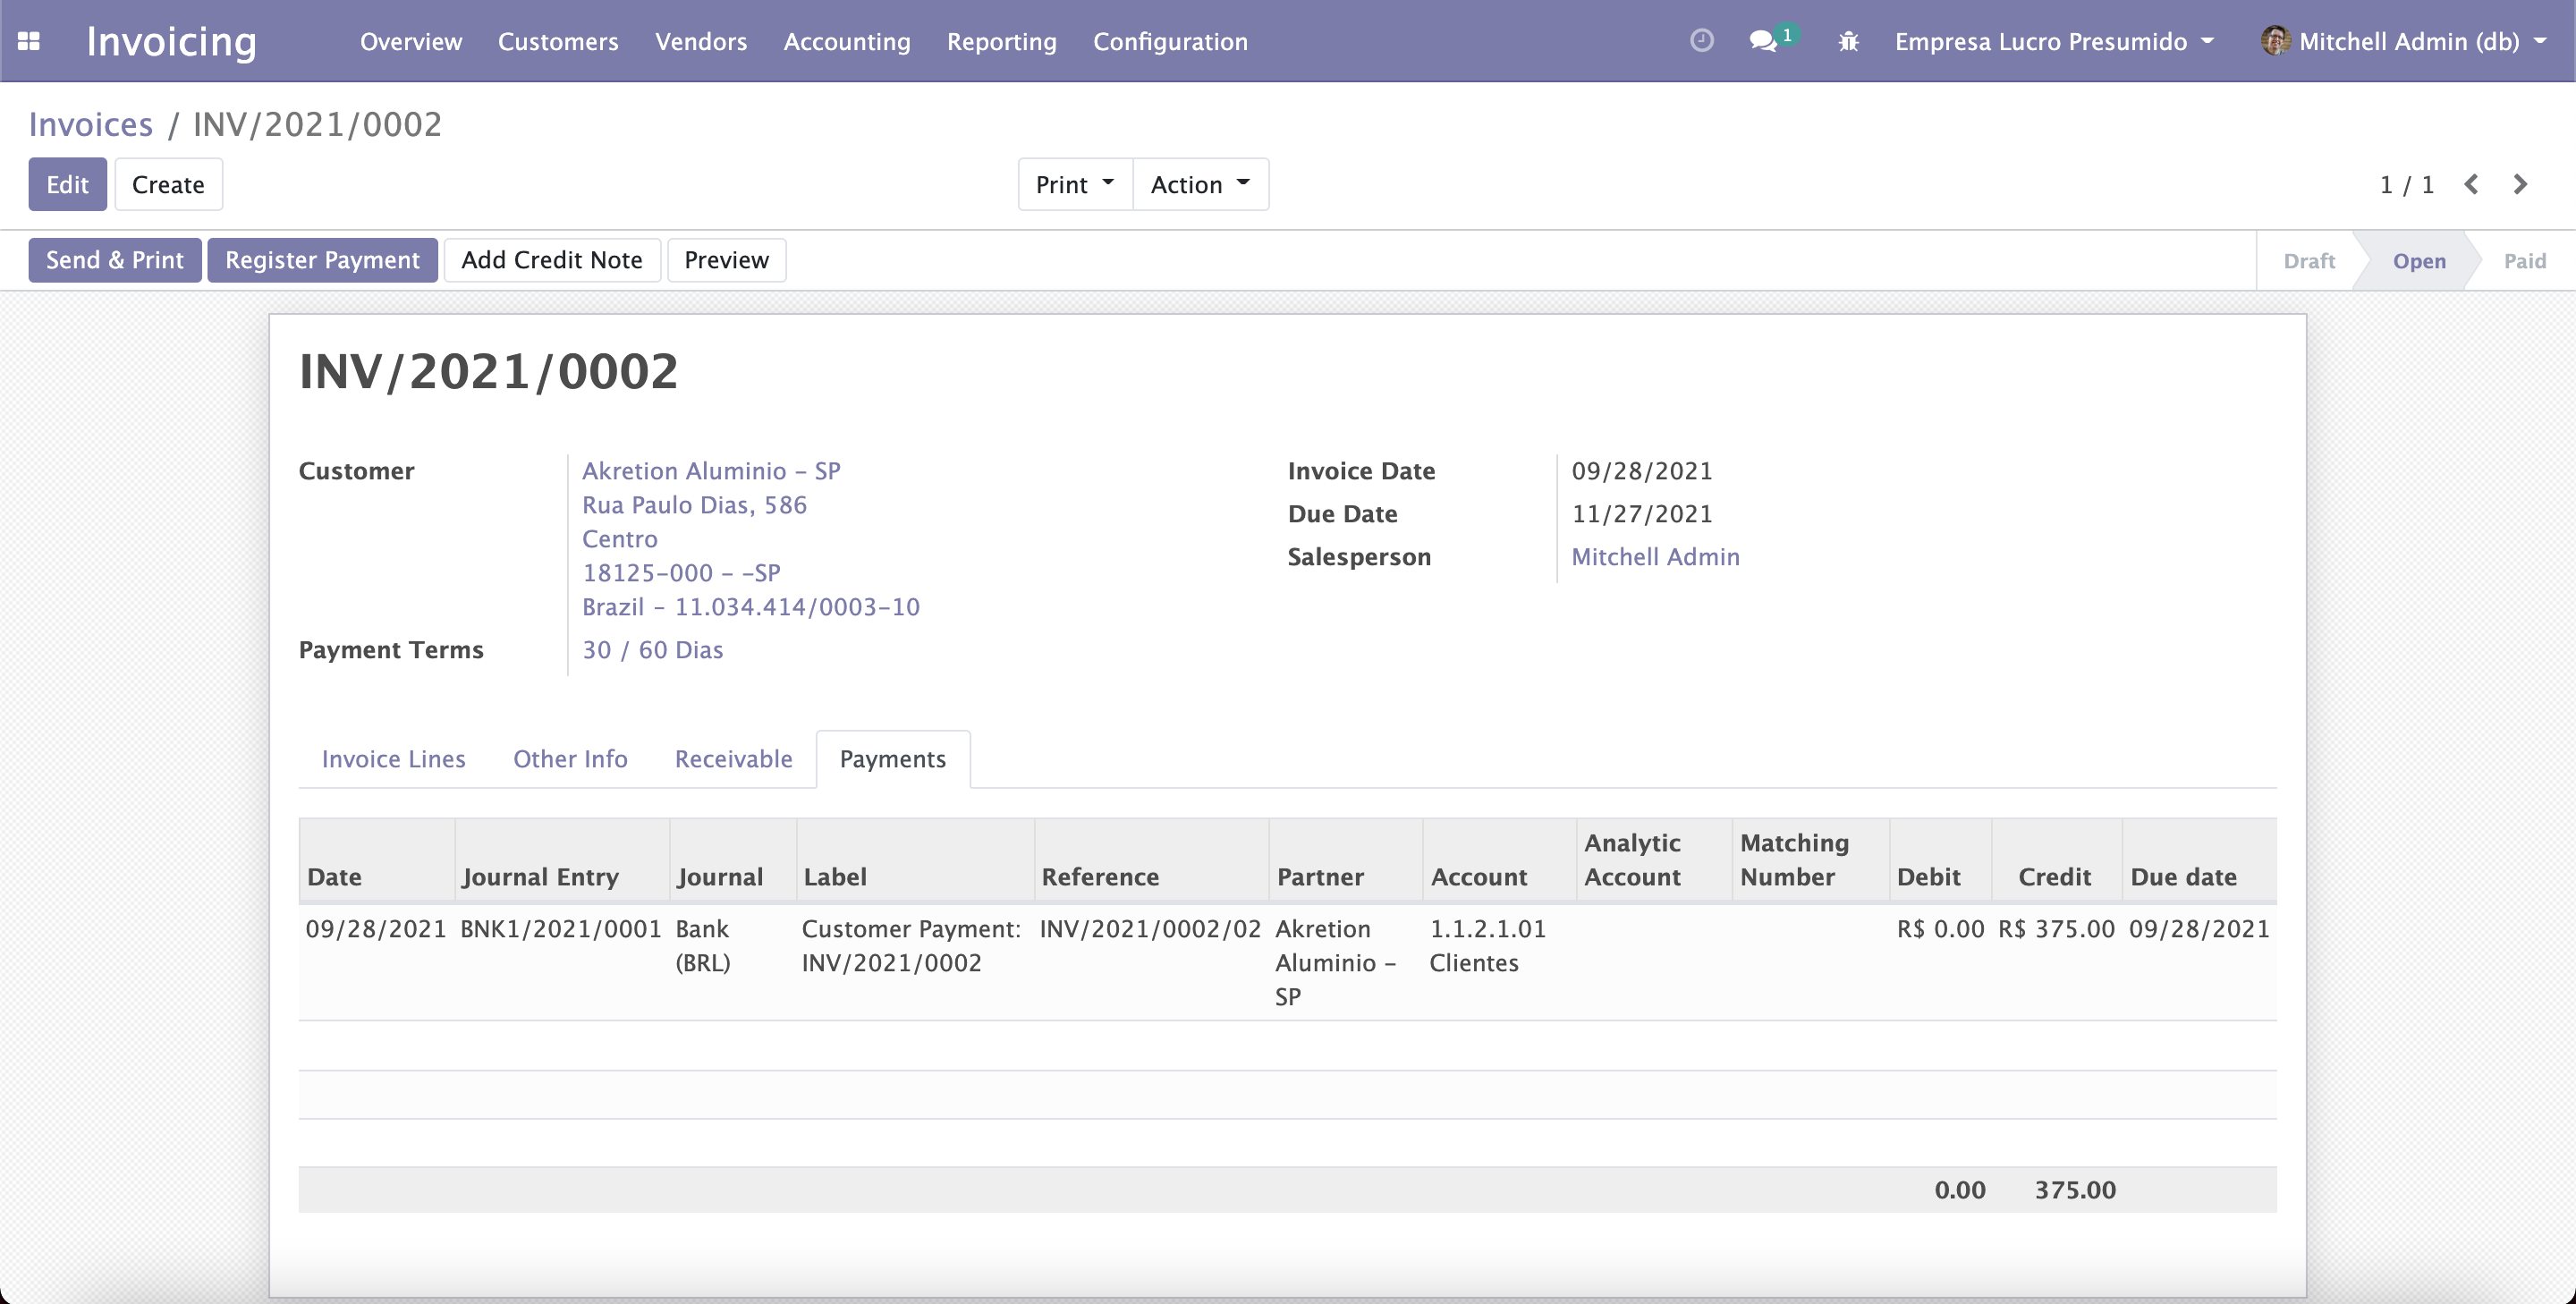 Invoicing Overview Customers Vendors Accounting Reporting Configuration 1 Empresa Lucro Presumido Mitchell Admin (db)
Invoices / INV/2021/0002
Edit Create Print Action 1 / 1
Send & Print Register Payment Add Credit Note Preview Draft Open Paid
INV/2021/0002
Customer
Akretion Aluminio - SP
Rua Paulo Dias, 586
Centro
18125-000 - -SP
Brazil - 11.034.414/0003-10
Payment Terms 30 / 60 Dias
Invoice Date 09/28/2021
Due Date 11/27/2021
Salesperson Mitchell Admin
Invoice Lines Other Info Receivable Payments
Date Journal Entry Journal Label Reference Partner Account Analytic Account Matching Number Debit Credit Due date
09/28/2021 BNK1/2021/0001 Bank (BRL) Customer Payment: INV/2021/0002 INV/2021/0002/02 Akretion Aluminio - SP 1.1.2.1.01 Clientes R$ 0.00 R$ 375.00 09/28/2021
0.00 375.00